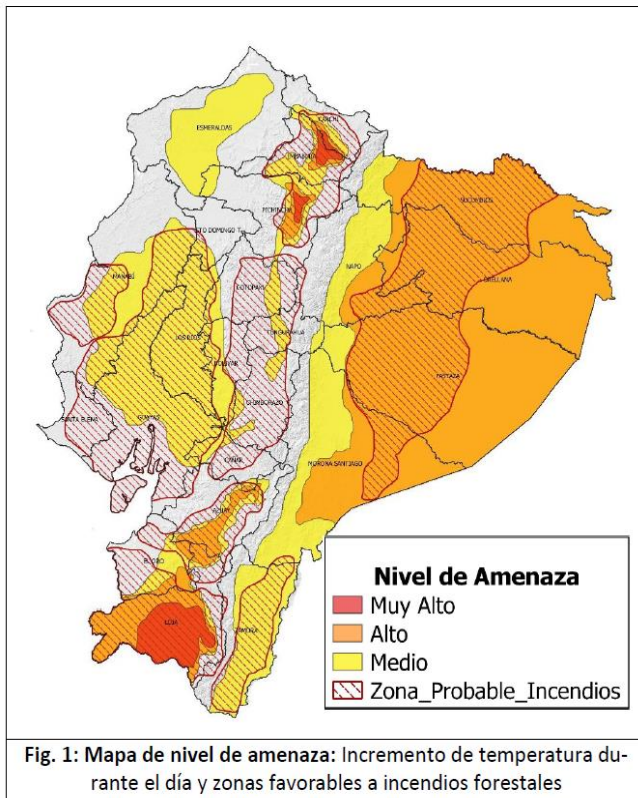 ESMERALDAS
CARCHI
IMBABURA
PICHINCHA
STO DOMINGO T.
SUCUMBIOS
NAPO
ORELLANA
MANABÍ
COTOPAXI
TUNGURAHUA
LOS RIOS
BOLIVAR
PASTAZA
CHIMBORAZO
SANTA ELENA
GUAYAS
CAÑAR
MORONA SANTIAGO
AZUAY
EL ORO
LOJA
Nivel de Amenaza
Muy Alto
Alto
Medio
Zona_Probable_Incendios
Fig. 1: Mapa de nivel de amenaza: Incremento de temperatura du-
rante el día y zonas favorables a incendios forestales